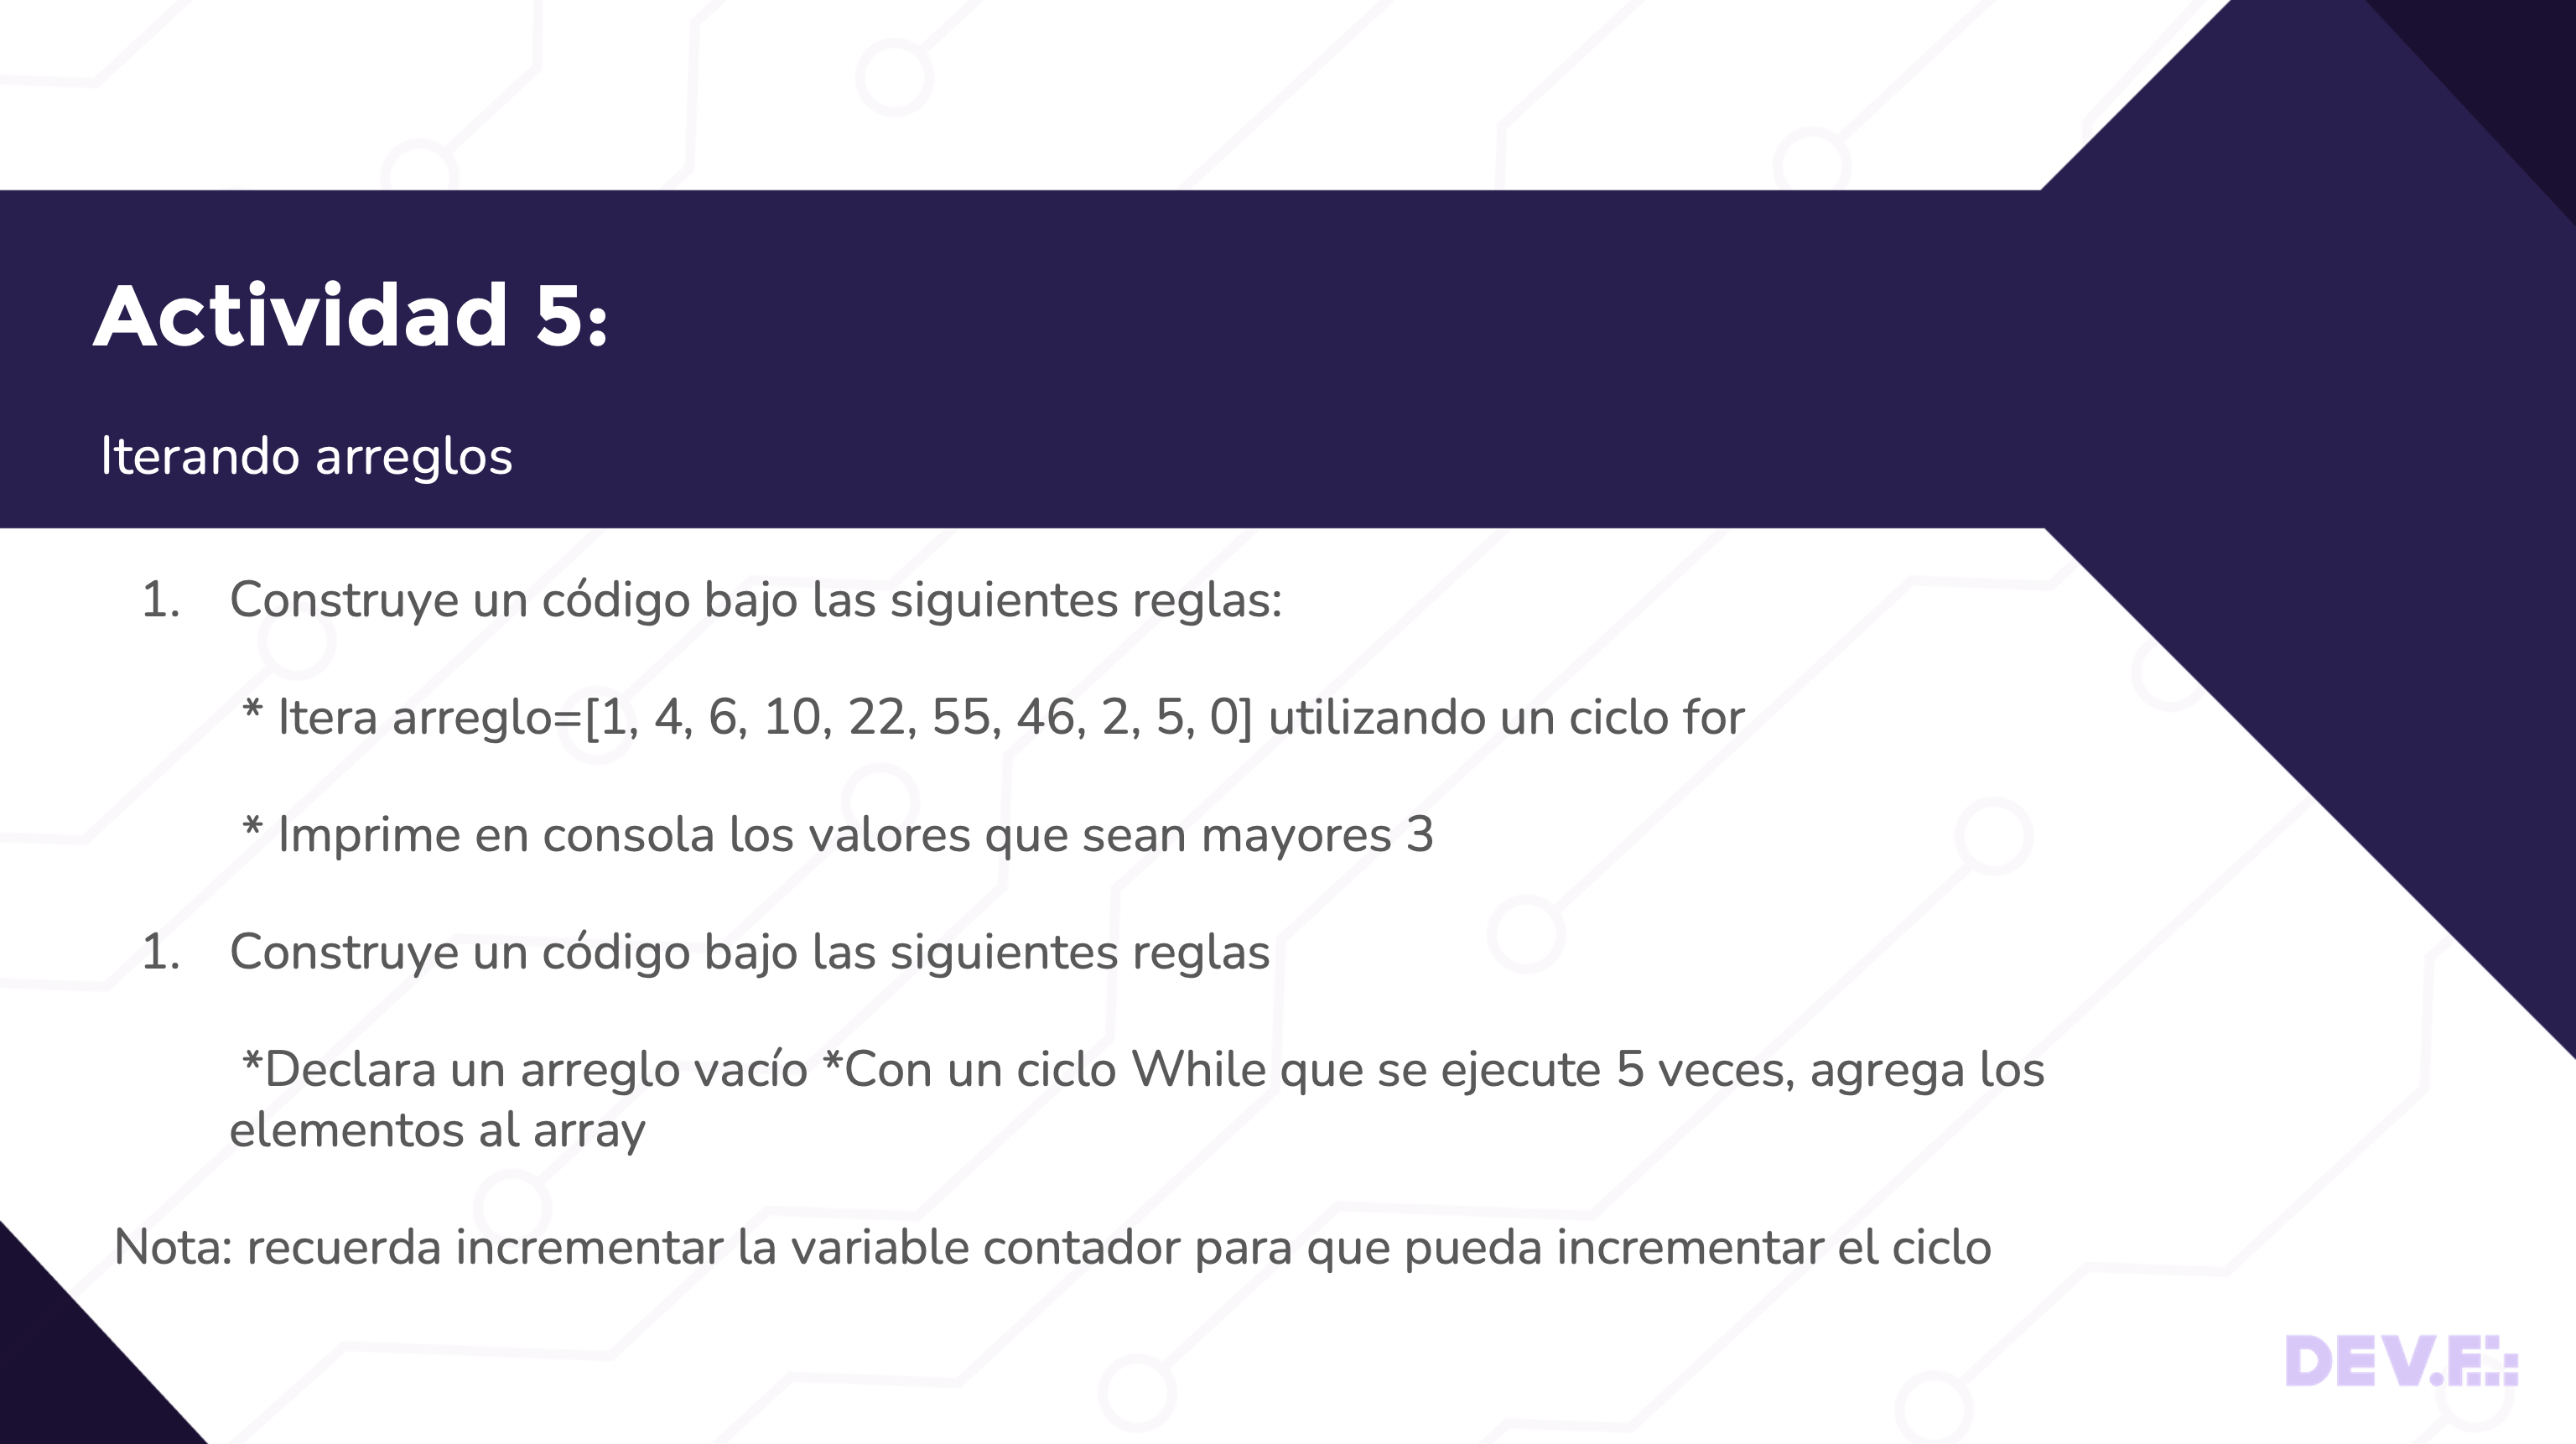 Actividad 5:
Iterando arreglos
1. Construye un código bajo las siguientes reglas:
* Itera arreglo=[1, 4, 6, 10, 22, 55, 46, 2, 5, 0] utilizando un ciclo for
* Imprime en consola los valores que sean mayores 3
1. Construye un código bajo las siguientes reglas
*Declara un arreglo vacío *Con un ciclo While que se ejecute 5 veces, agrega los
elementos al array
Nota: recuerda incrementar la variable contador para que pueda incrementar el ciclo
DEV.F